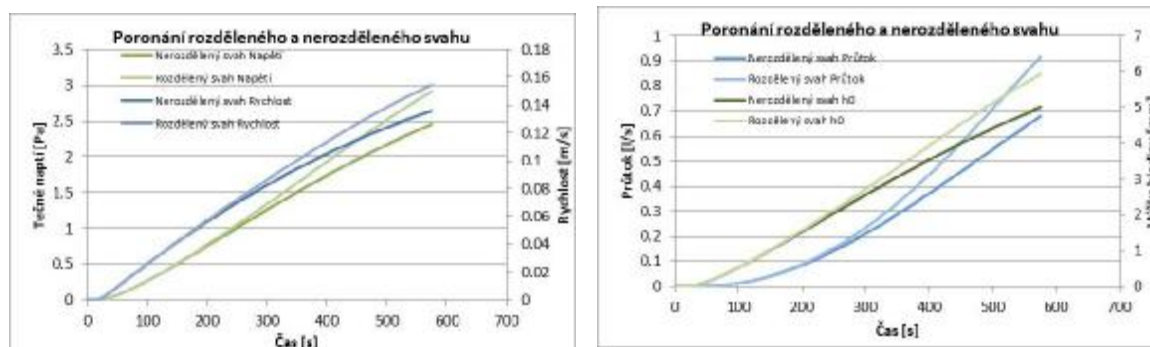 Poronání rozděleného a nerozděleného svahu
Nerozdělený svah Napětí
Rozdělený svah Napětí
Nerozdělený svah Rychlost
Rozdělený svah Rychlost
Tečné naptí [Pa]
3.5
3
2.5
2
1.5
1
0.5
0
0.18
0.16
0.14
0.12
0.1
0.08
0.06
0.04
0.02
0
Rychlost [m/s]
0 100 200 300 400 500 600 700
Čas [s]
Poronání rozděleného a nerozděleného svahu
Nerozdělený svah Průtok
Rozdělený svah Průtok
Nerozdělený svah h0
Rozdělený svah h0
Průtok [l/s]
1
0.9
0.8
0.7
0.6
0.5
0.4
0.3
0.2
0.1
0
7
6
5
4
3
2
1
0
0 100 200 300 400 500 600 700
Čas [s]